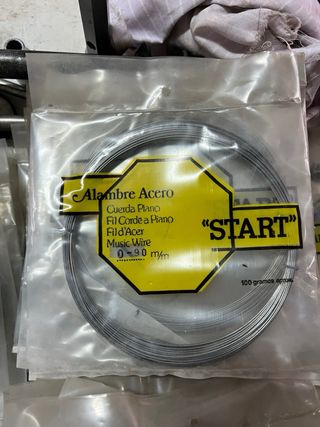 Alambre Acero
Cuerda Piano
Fil Corde a Piano
Fil d'Acer
Music Wire
0-90 m/m
"START"
100 gramos aprox.